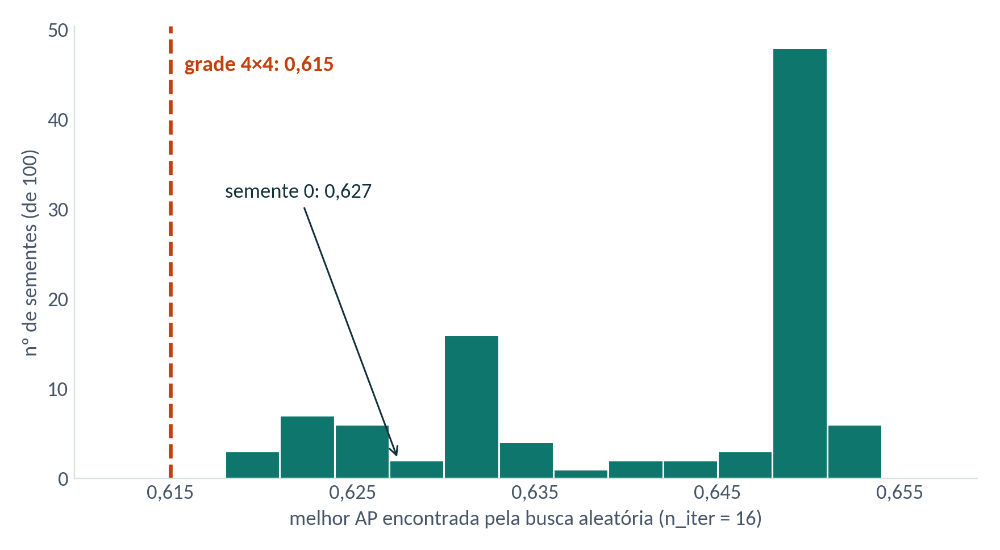 50
40
30
20
10
0
nº de sementes (de 100)
grade 4×4: 0,615
semente 0: 0,627
0,615
0,625
0,635
0,645
0,655
melhor AP encontrada pela busca aleatória (n_iter = 16)